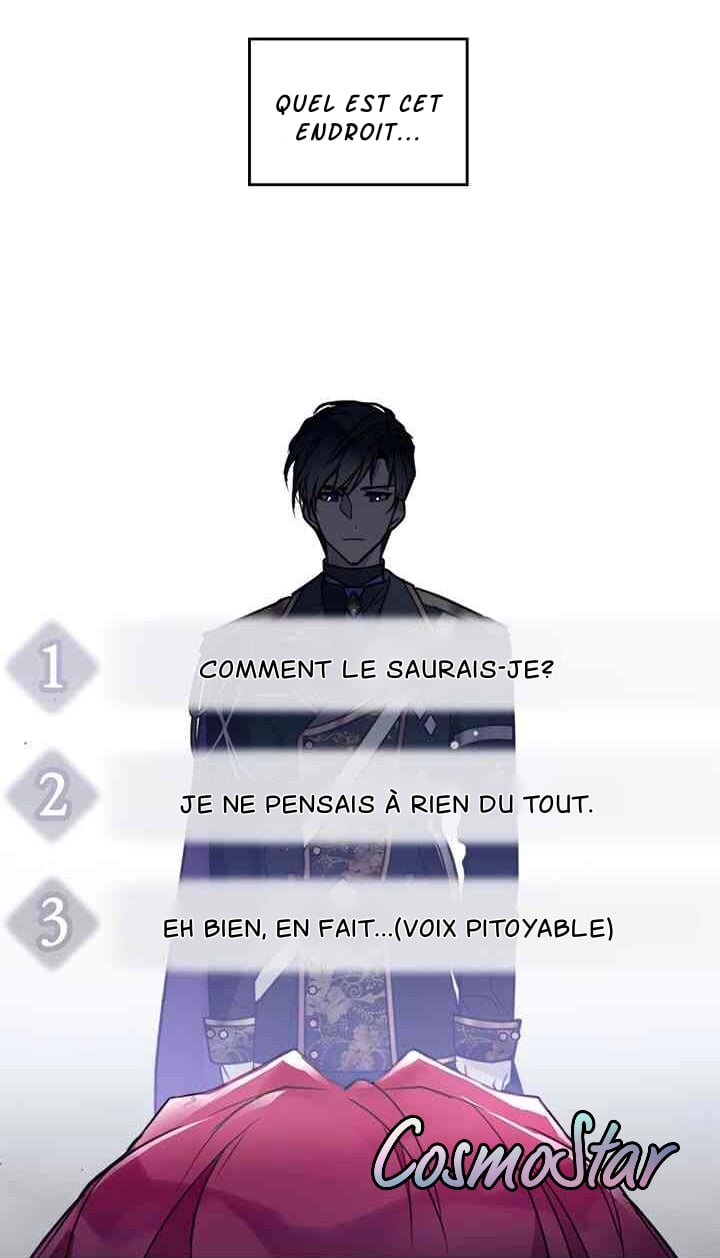 QUEL EST CET
ENDROIT...
1 COMMENT LE SAURAIS-JE?
2 JE NE PENSAIS À RIEN DU TOUT.
3 EH BIEN, EN FAIT...(VOIX PITOYABLE)
CosmoStar